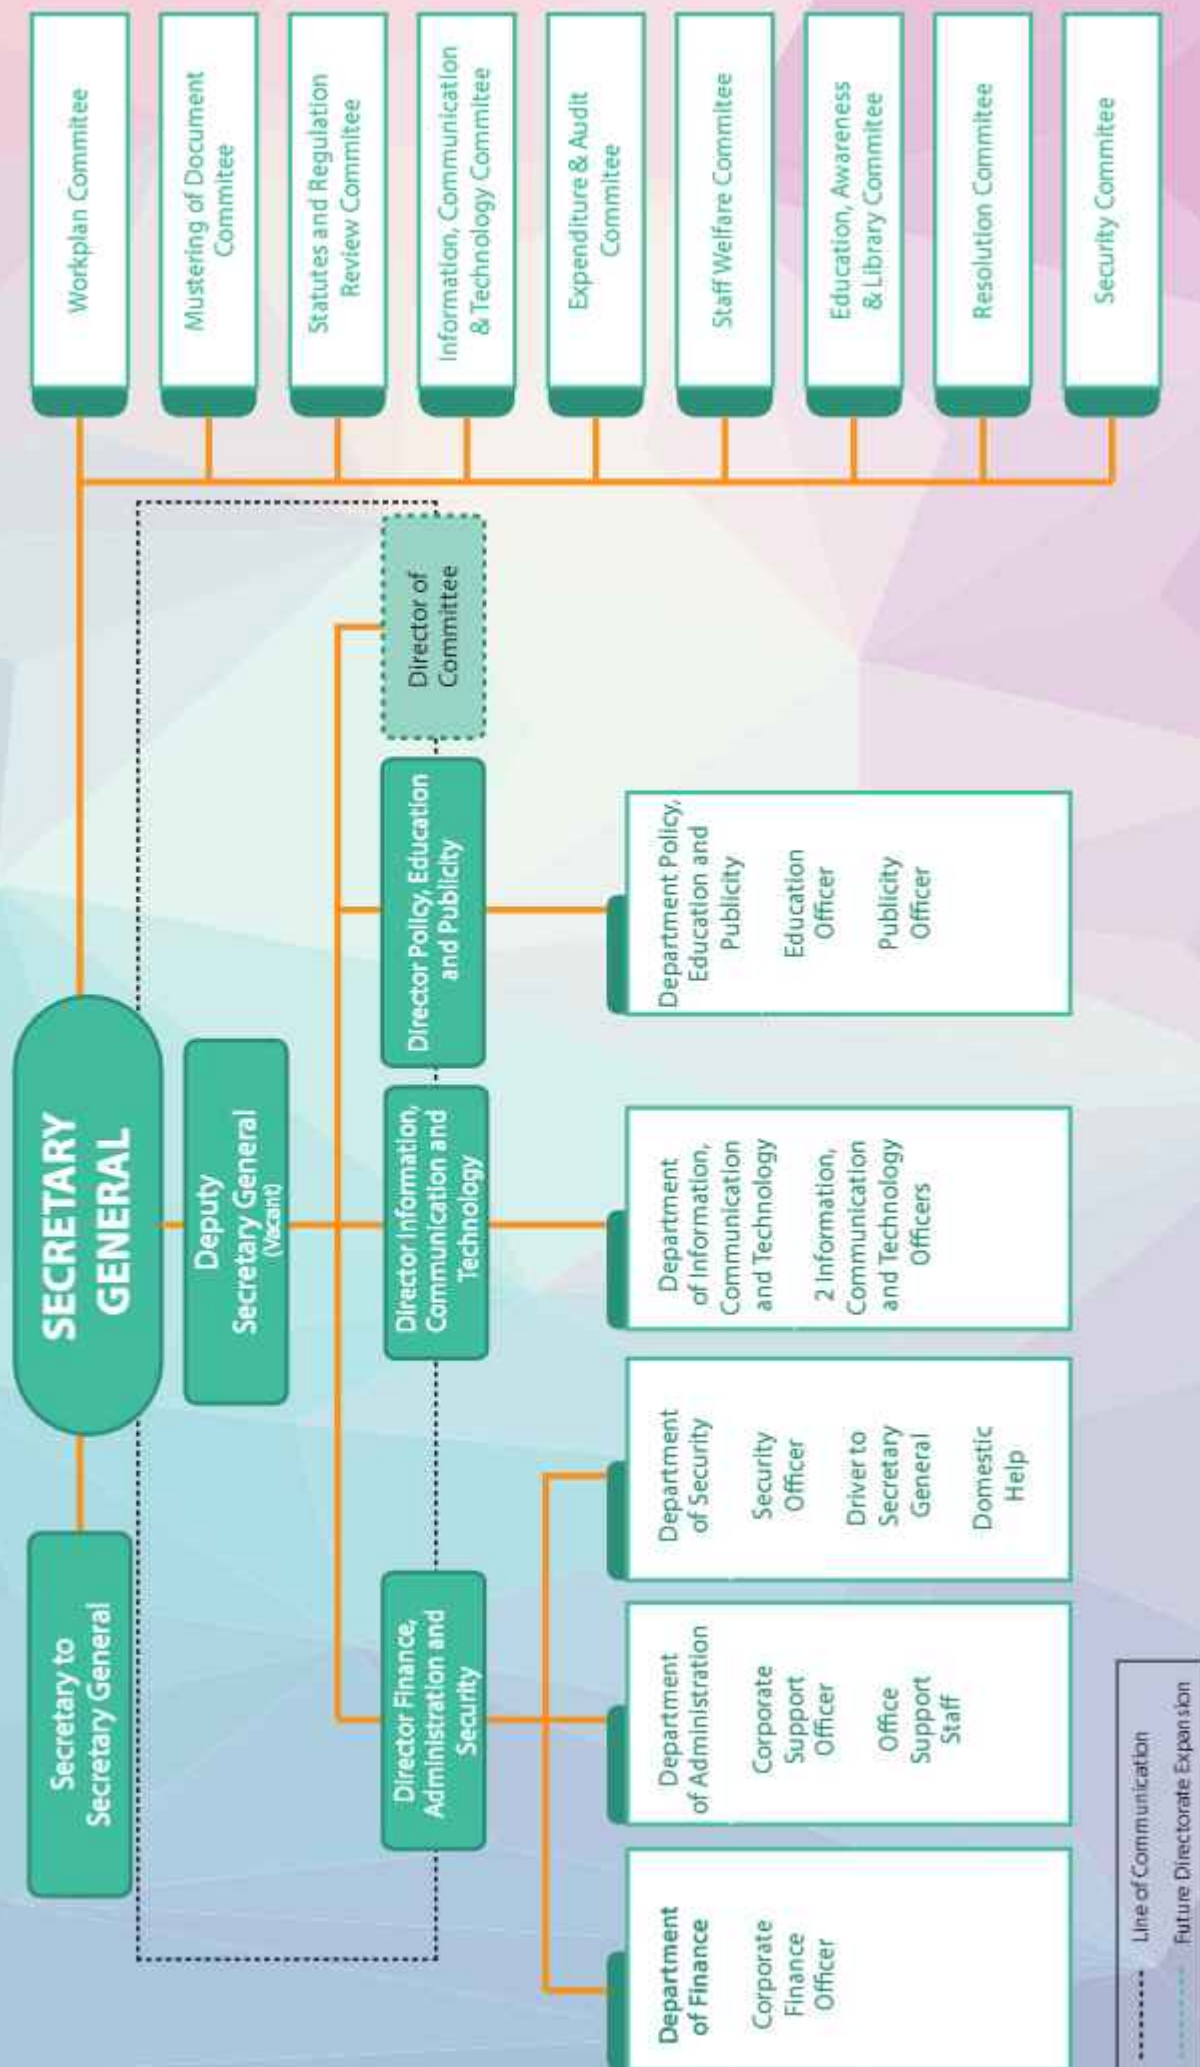 SECRETARY
GENERAL
Secretary to
Secretary General
Deputy
Secretary General
(Vacant)
Director Finance,
Administration and
Security
Director Information,
Communication and
Technology
Director Policy, Education
and Publicity
Director of
Committee
Department
of Finance
Corporate
Finance
Officer
Department
of Administration
Corporate
Support
Officer
Office
Support
Staff
Department
of Security
Security
Officer
Driver to
Secretary
General
Domestic
Help
Department
of Information,
Communication
and Technology
2 Information,
Communication
and Technology
Officers
Department Policy,
Education and
Publicity
Education
Officer
Publicity
Officer
Workplan Commitee
Mustering of Document
Commitee
Statutes and Regulation
Review Commitee
Information, Communication
& Technology Commitee
Expenditure & Audit
Commitee
Staff Welfare Commitee
Education, Awareness
& Library Commitee
Resolution Commitee
Security Commitee
Line of Communication
Future Directorate Expansion